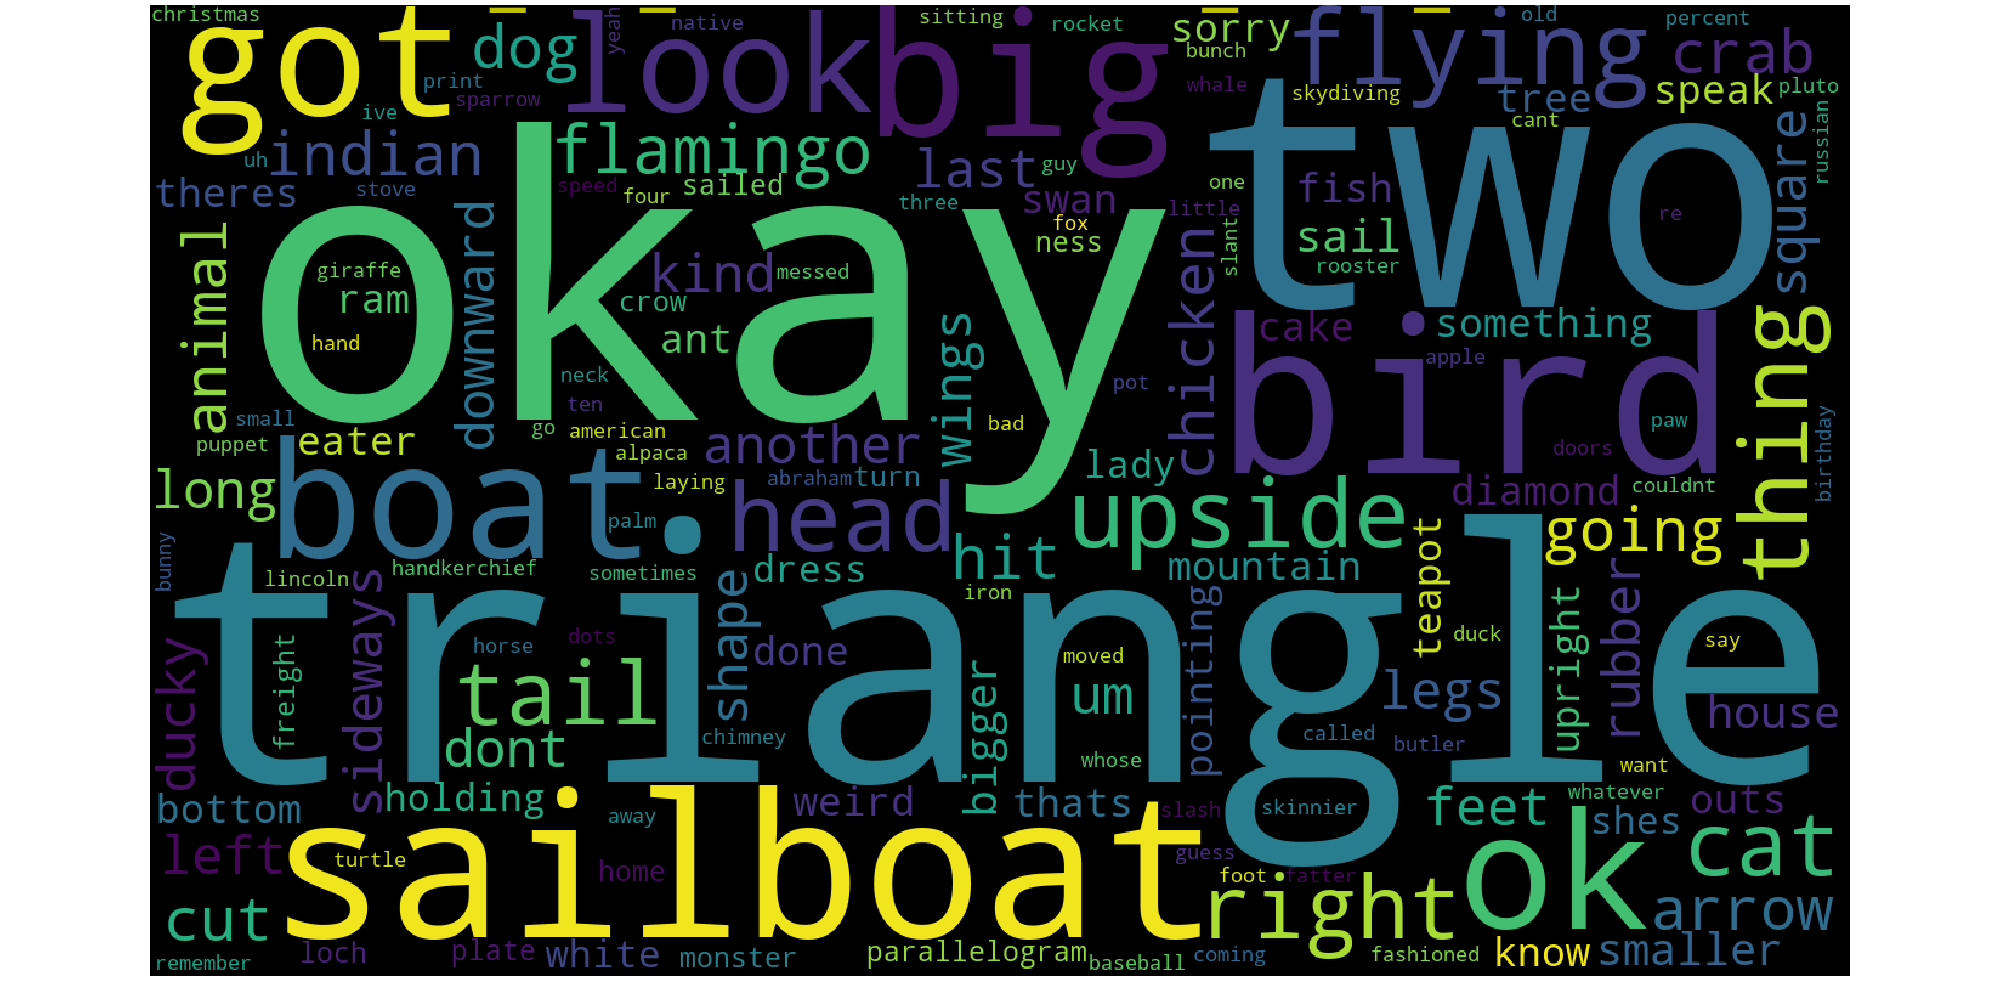 christmas
got
dog
look
yeah
native
big
sitting
rocket
sorry
bunch
flying
old
percent
crab
print
sparrow
ive
whale
skydiving
tree
speak
pluto
cant
uh
indian
flamingo
last
guy
two
square
russian
theres
stove
speed
four
sailed
three
swan
one
little
fish
re
okay
fox
ness
slant
sail
animal
downward
giraffe
ram
kind
messed
crow
rooster
chicken
hand
ant
wings
cake
something
thing
bird
neck
pot
apple
ten
small
go
american
bad
paw
birthday
puppet
eater
alpaca
another
lady
doors
long
boat
laying
abraham
turn
head
upside
diamond
couldnt
palm
hit
teapot
going
bunny
lincoln
handkerchief
sometimes
dress
mountain
iron
triangle
sideways
shape
pointing
upright
rubber
ducky
freight
horse
dots
done
moved
duck
say
tail
um
bigger
legs
house
dont
chimney
whose
called
butler
want
bottom
holding
away
weird
thats
slash
skinnier
feet
whatever
shes
outs
left
sailboat
turtle
home
guess
foot
fatter
ok
cat
cut
right
arrow
remember
loch
plate
white
monster
parallelogram
baseball
coming
fashioned
know
smaller